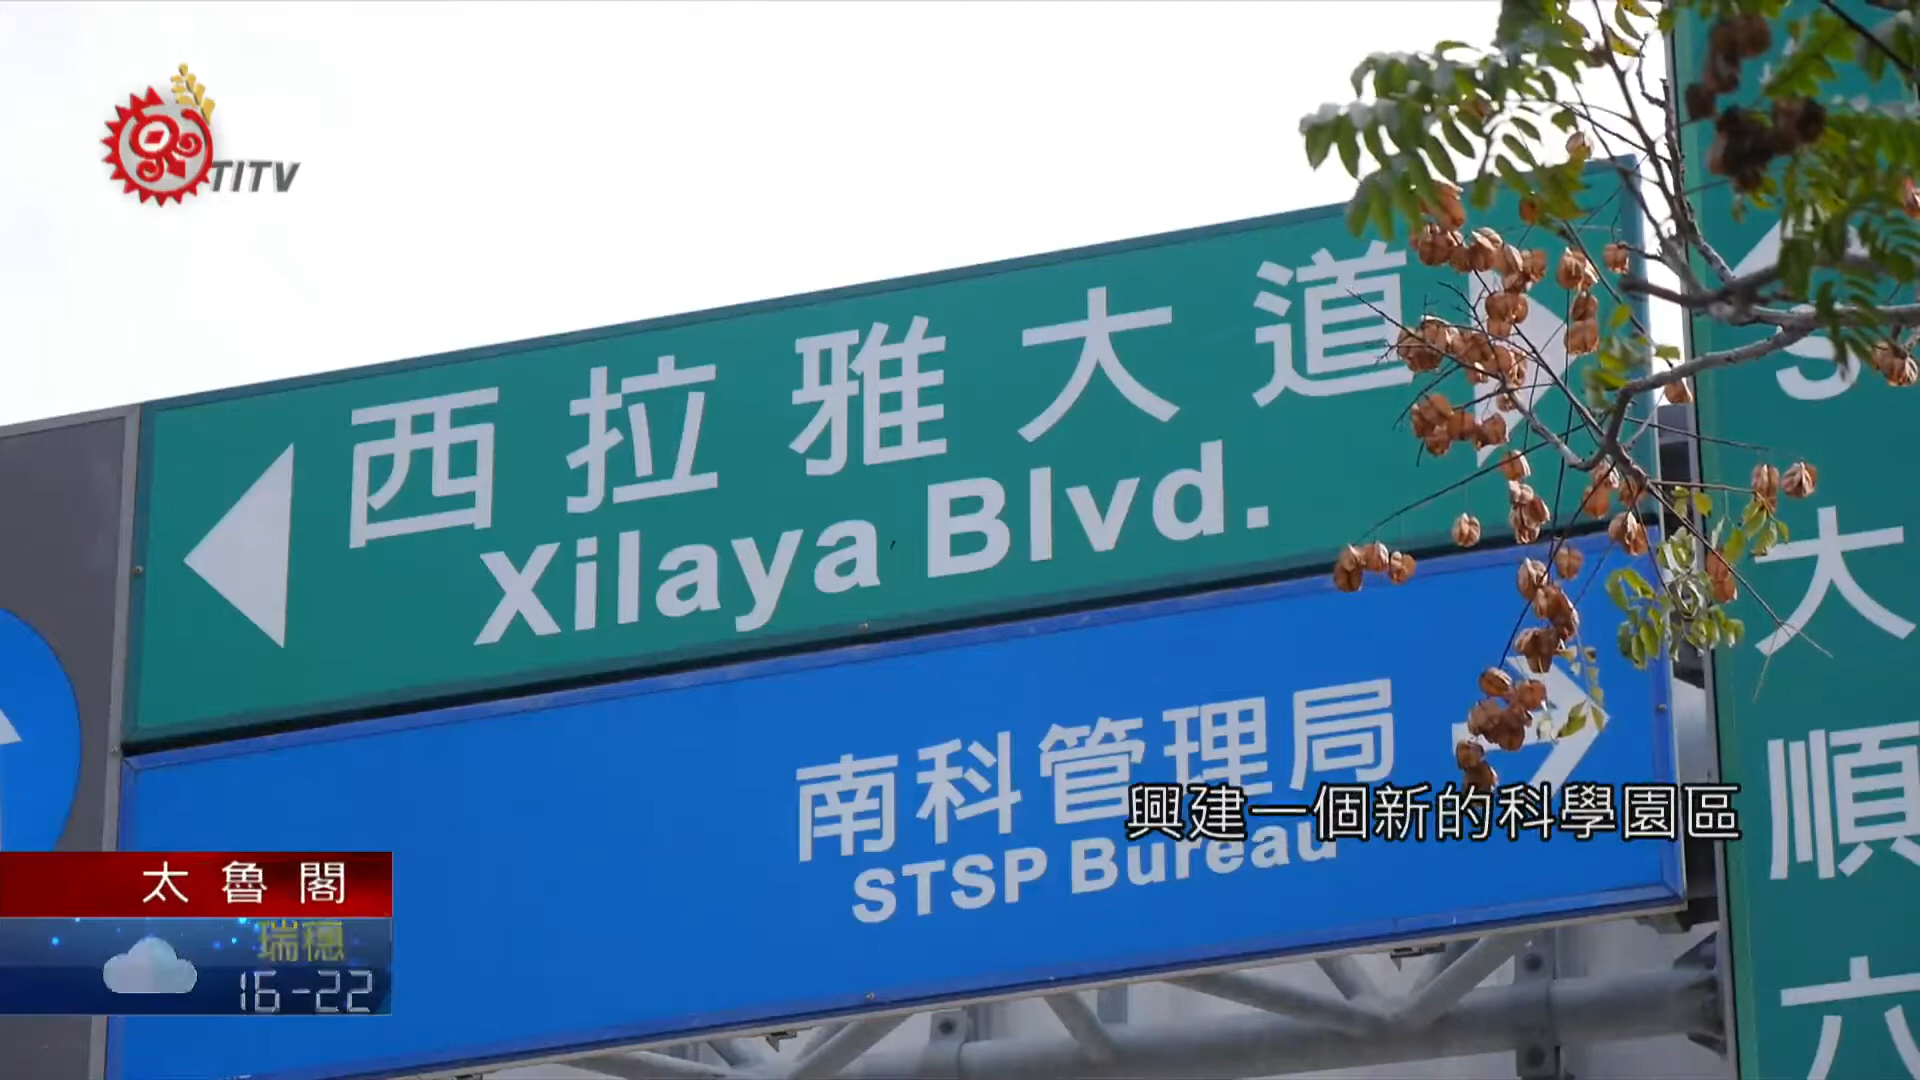 TITV
西拉雅大道
Xilaya Blvd.
南科管理局
STSP Bureau
大順六
興建一個新的科學園區
太魯閣
瑞穗
16-22